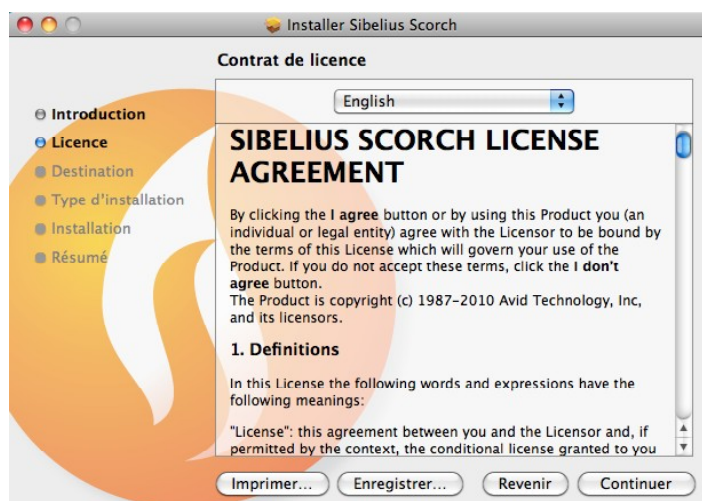 Installer Sibelius Scorch
Contrat de licence
Introduction
Licence
Destination
Type d'installation
Installation
Résumé
English
SIBELIUS SCORCH LICENSE
AGREEMENT
By clicking the I agree button or by using this Product you (an
individual or legal entity) agree with the Licensor to be bound by
the terms of this License which will govern your use of the
Product. If you do not accept these terms, click the I don't
agree button.
The Product is copyright (c) 1987-2010 Avid Technology, Inc,
and its licensors.
1. Definitions
In this License the following words and expressions have the
following meanings:
"License": this agreement between you and the Licensor and, if
permitted by the context, the conditional license granted to you
Imprimer... Enregistrer... Revenir Continuer